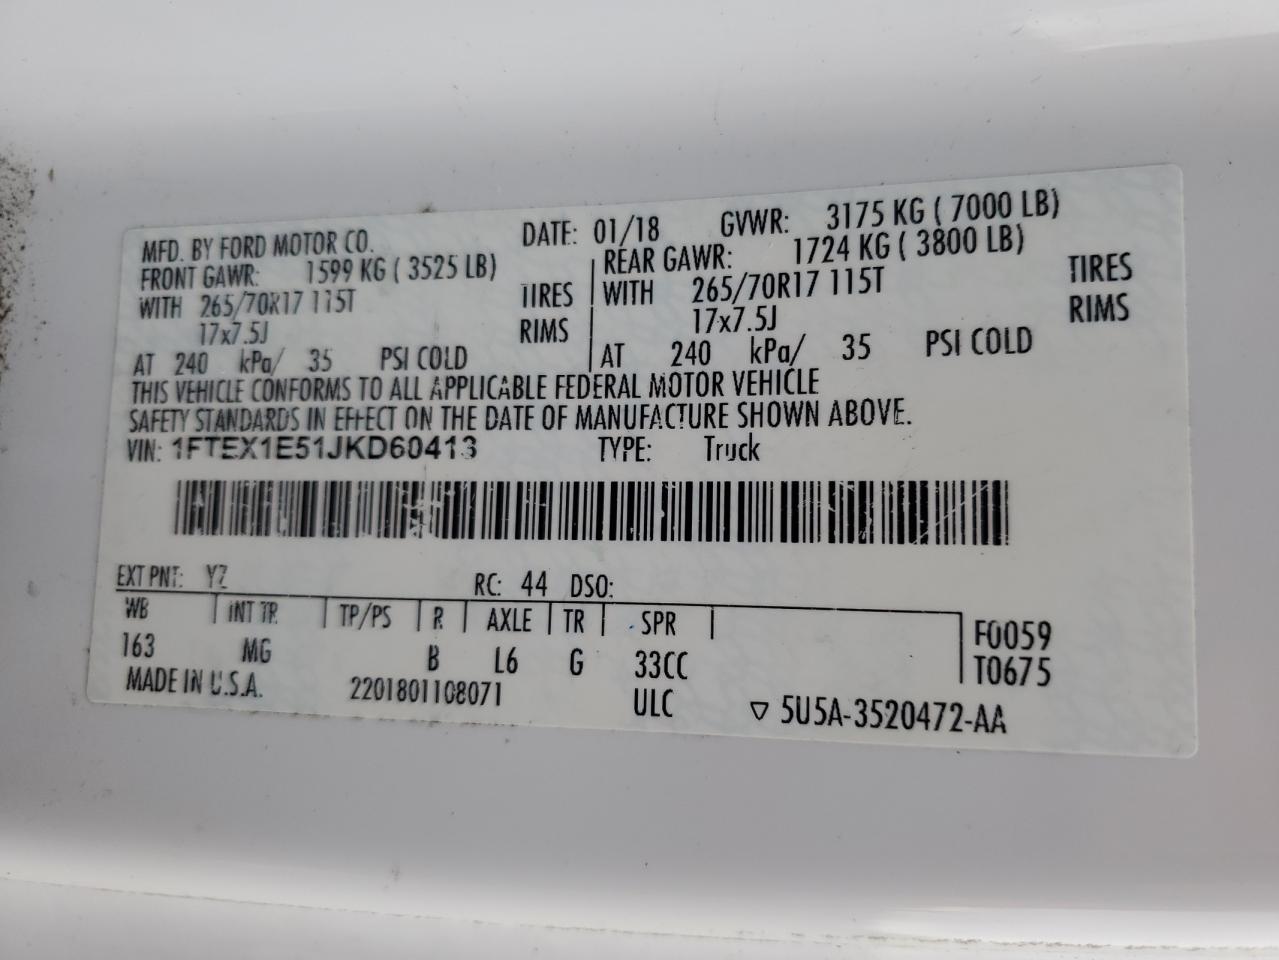 MFD. BY FORD MOTOR CO. DATE: 01/18 GVWR: 3175 KG ( 7000 LB)
FRONT GAWR: 1599 KG ( 3525 LB) REAR GAWR: 1724 KG ( 3800 LB)
WITH 265/70R17 115T TIRES WITH 265/70R17 115T TIRES
17x7.5J RIMS 17x7.5J RIMS
AT 240 kPa/ 35 PSI COLD AT 240 kPa/ 35 PSI COLD
THIS VEHICLE CONFORMS TO ALL APPLICABLE FEDERAL MOTOR VEHICLE
SAFETY STANDARDS IN EFFECT ON THE DATE OF MANUFACTURE SHOWN ABOVE.
VIN: 1FTEX1E51JKD60413 TYPE: Truck
EXT PNT: YZ RC: 44 DSO:
WB INT TR TP/PS R AXLE TR SPR F0059
163 MG B L6 G 33CC T0675
MADE IN U.S.A. 2201801108071 ULC ▽ 5U5A-3520472-AA